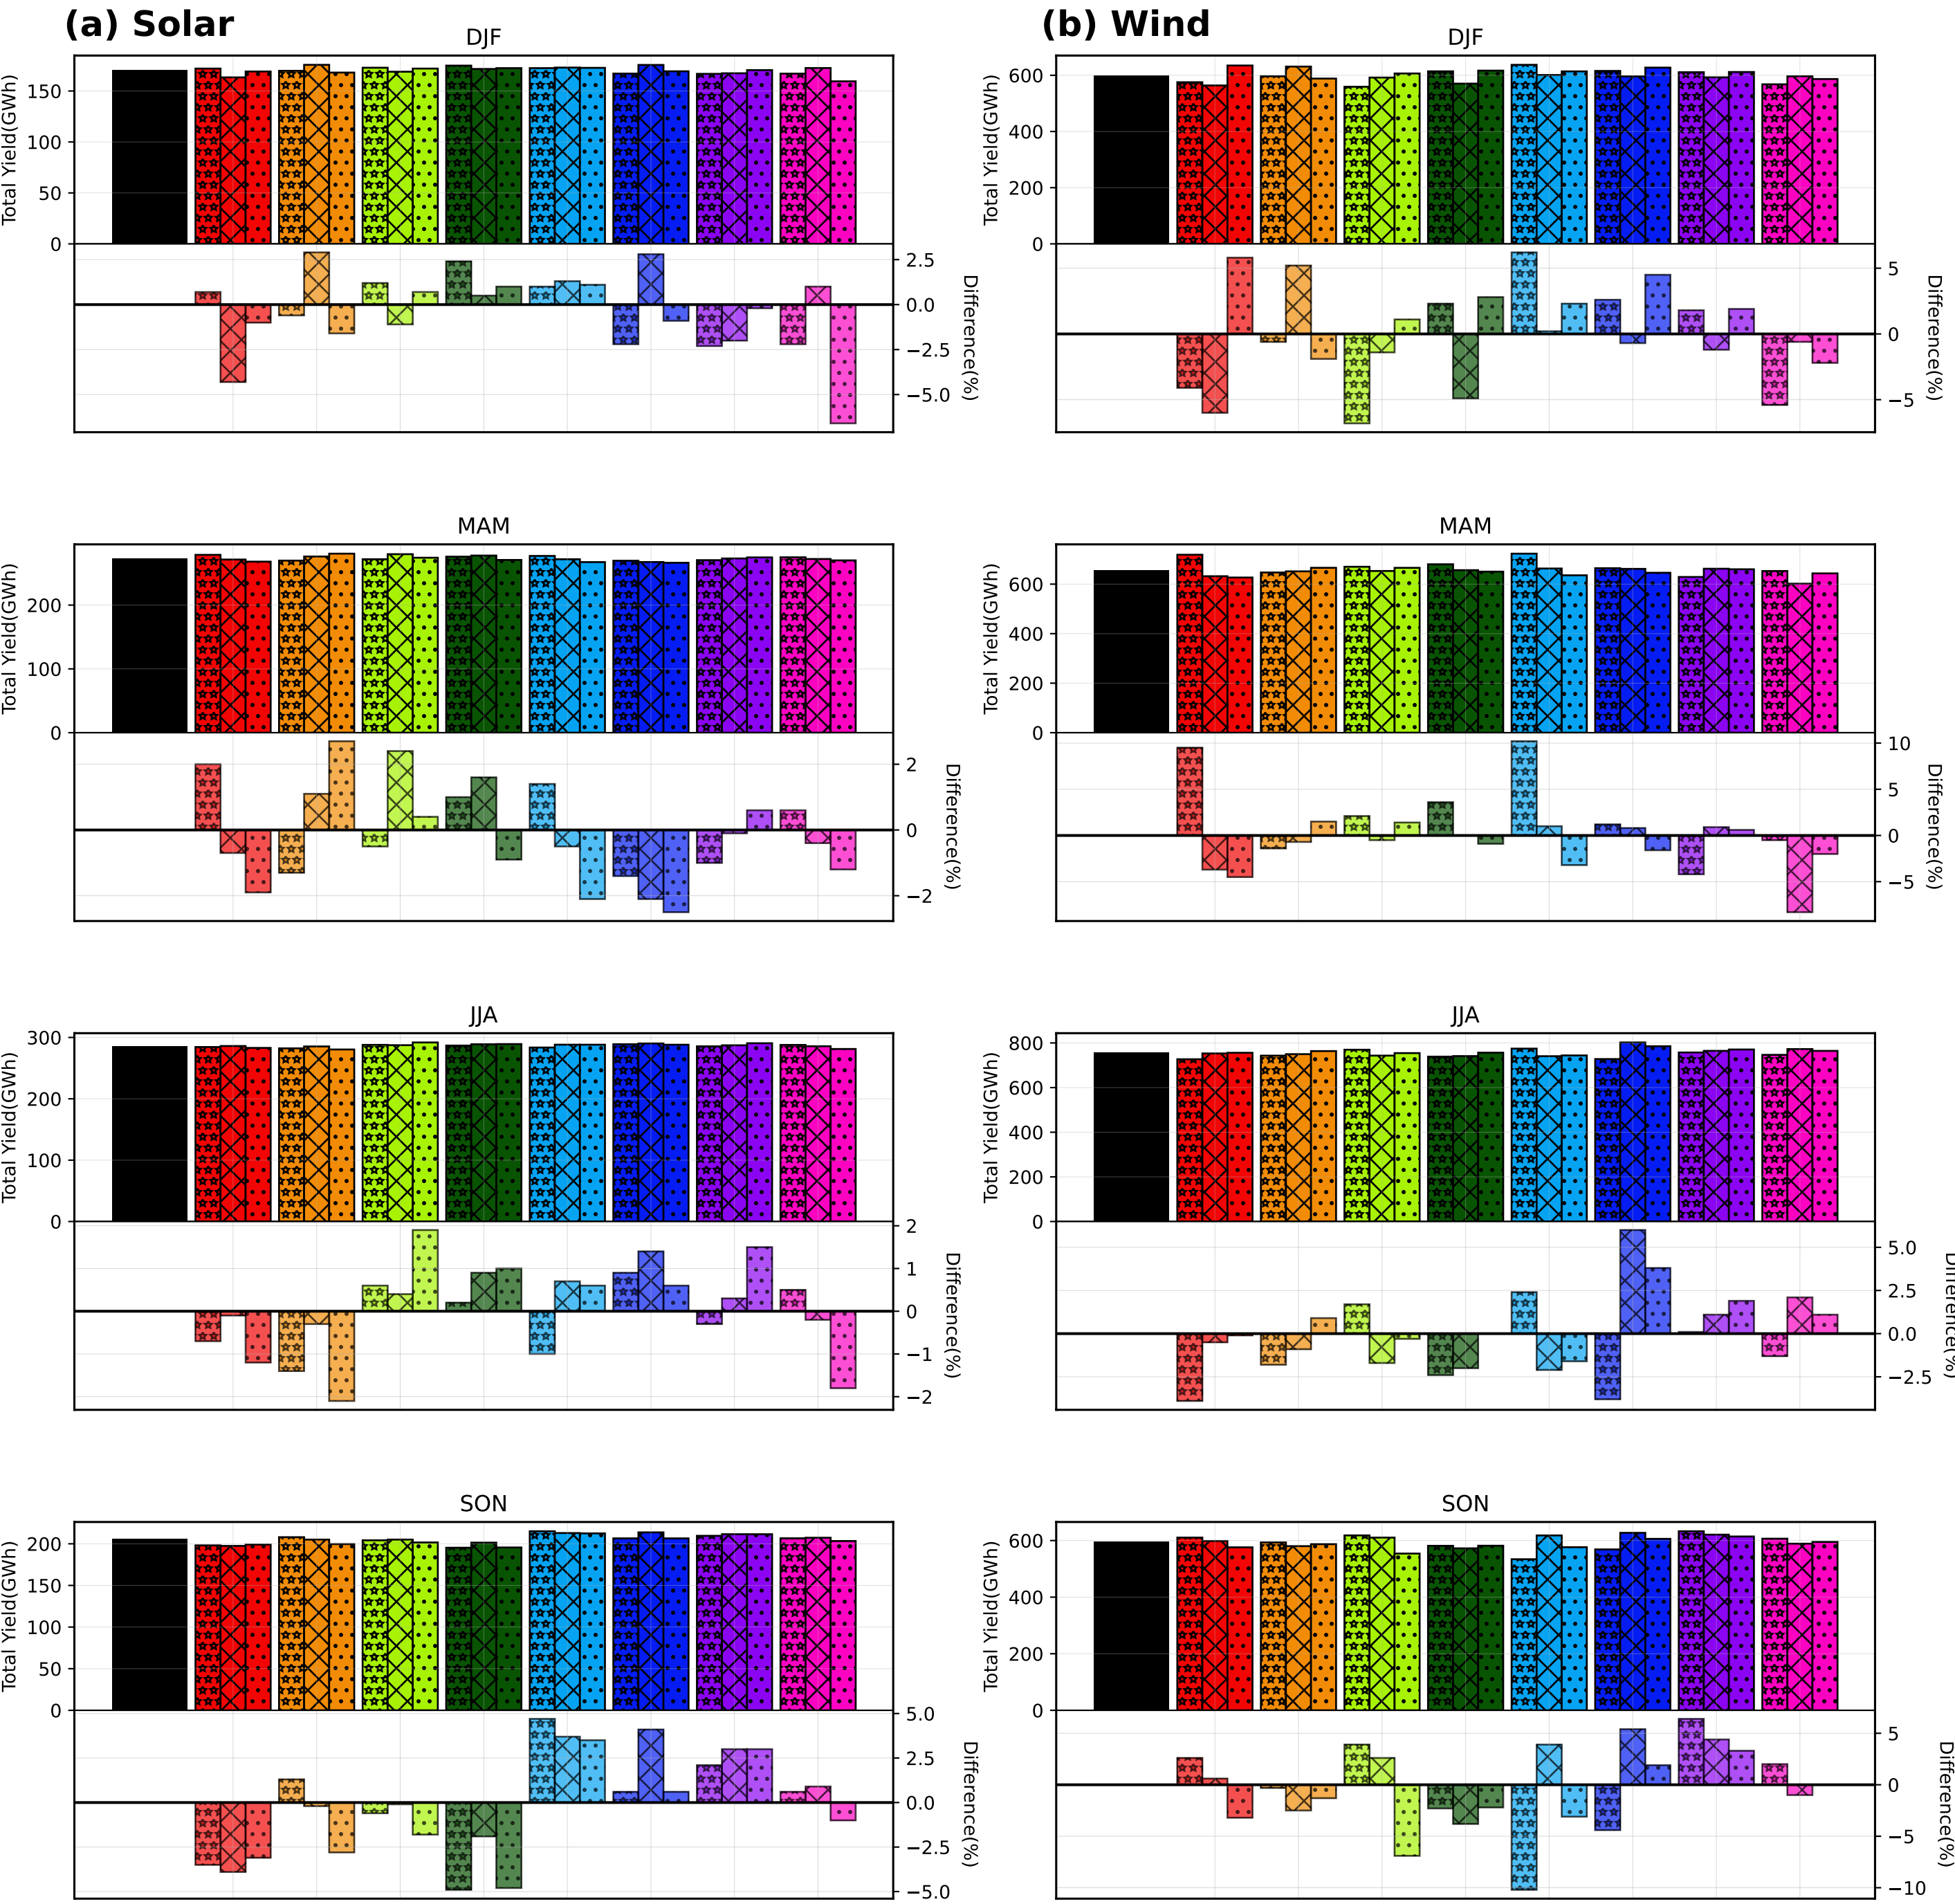 (a) Solar
DJF
Total Yield(GWh)
150
100
50
0
2.5
0.0
−2.5
−5.0
Difference(%)
MAM
Total Yield(GWh)
200
100
0
2
0
−2
Difference(%)
JJA
Total Yield(GWh)
300
200
100
0
2
1
0
−1
−2
Difference(%)
SON
Total Yield(GWh)
200
150
100
50
0
5.0
2.5
0.0
−2.5
−5.0
Difference(%)
(b) Wind
DJF
Total Yield(GWh)
600
400
200
0
5
0
−5
Difference(%)
MAM
Total Yield(GWh)
600
400
200
0
10
5
0
−5
Difference(%)
JJA
Total Yield(GWh)
800
600
400
200
0
5.0
2.5
0.0
−2.5
Difference(%)
SON
Total Yield(GWh)
600
400
200
0
5
0
−5
−10
Difference(%)